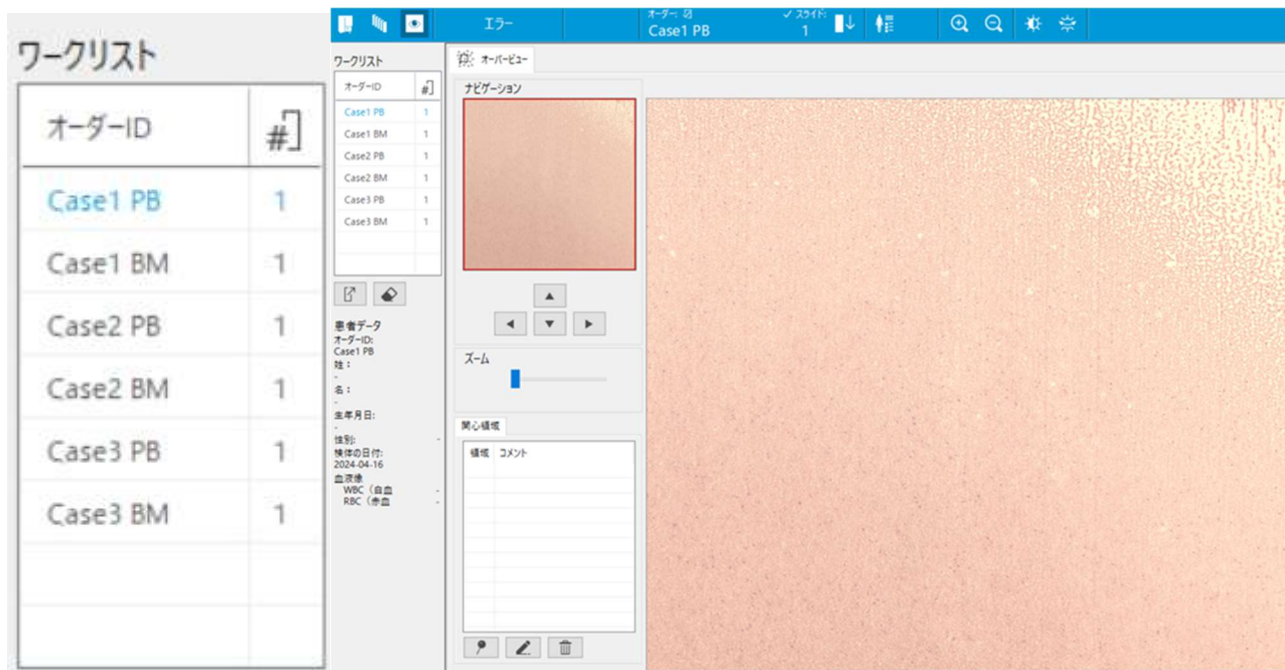 ワークリスト
オーダーID #
Case1 PB 1
Case1 BM 1
Case2 PB 1
Case2 BM 1
Case3 PB 1
Case3 BM 1
エラー
オーダー:
Case1 PB
スライド:
1
ワークリスト
オーダーID #
Case1 PB 1
Case1 BM 1
Case2 PB 1
Case2 BM 1
Case3 PB 1
Case3 BM 1
患者データ
オーダーID:
Case1 PB
姓:
-
名:
-
生年月日:
-
性別: -
検体の日付:
2024-04-16
血液像
WBC(白血 -
RBC(赤血 -
オーバービュー
ナビゲーション
ズーム
関心領域
領域 コメント